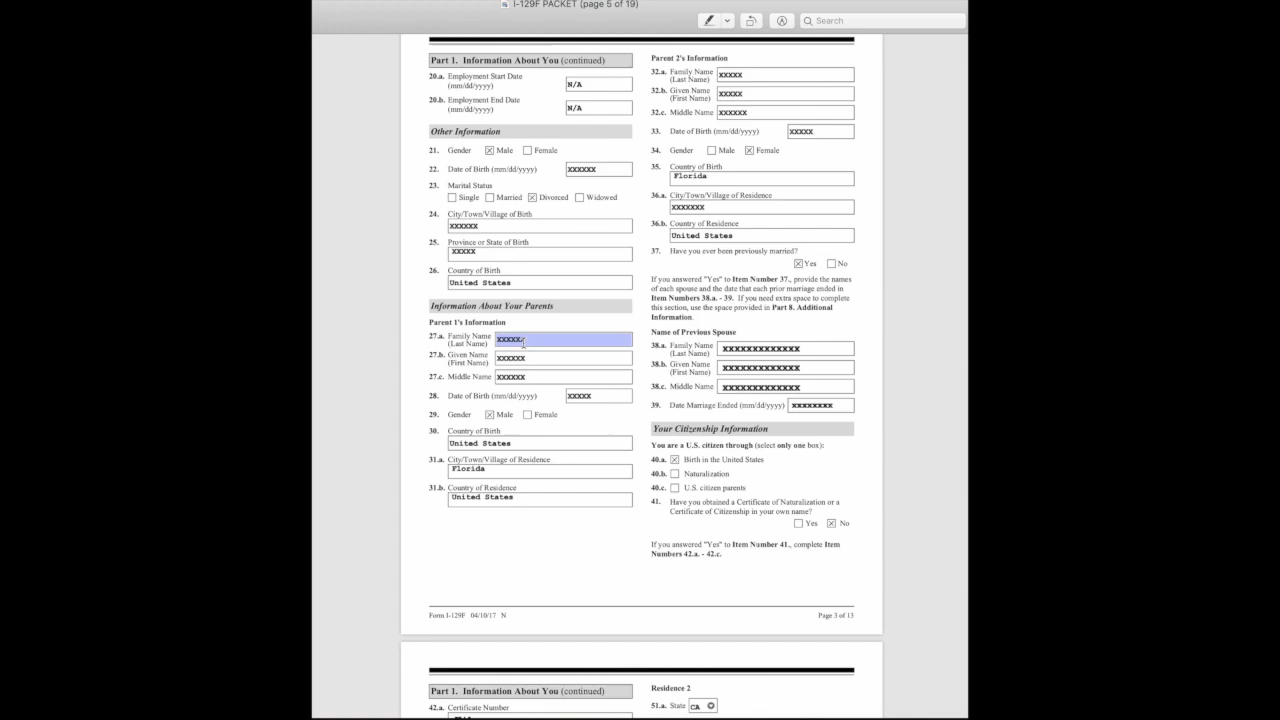 I-129F PACKET (page 5 of 19)
Search
Part 1. Information About You (continued)
20.a. Employment Start Date
(mm/dd/yyyy)
N/A
20.b. Employment End Date
(mm/dd/yyyy)
N/A
Other Information
21. Gender Male Female
22. Date of Birth (mm/dd/yyyy) XXXXXX
23. Marital Status
Single Married Divorced Widowed
24. City/Town/Village of Birth
XXXXXX
25. Province or State of Birth
XXXXX
26. Country of Birth
United States
Information About Your Parents
Parent 1's Information
27.a. Family Name
(Last Name)
XXXXXX
27.b. Given Name
(First Name)
XXXXXX
27.c. Middle Name XXXXXX
28. Date of Birth (mm/dd/yyyy) XXXXX
29. Gender Male Female
30. Country of Birth
United States
31.a. City/Town/Village of Residence
Florida
31.b. Country of Residence
United States
Form I-129F 04/10/17 N
Parent 2's Information
32.a. Family Name
(Last Name)
XXXXX
32.b. Given Name
(First Name)
XXXXX
32.c. Middle Name XXXXXX
33. Date of Birth (mm/dd/yyyy) XXXXX
34. Gender Male Female
35. Country of Birth
Florida
36.a. City/Town/Village of Residence
XXXXXXX
36.b. Country of Residence
United States
37. Have you ever been previously married?
Yes No
If you answered "Yes" to Item Number 37., provide the names
of each spouse and the date that each prior marriage ended in
Item Numbers 38.a. - 39. If you need extra space to complete
this section, use the space provided in Part 8. Additional
Information.
Name of Previous Spouse
38.a. Family Name
(Last Name)
XXXXXXXXXXXXX
38.b. Given Name
(First Name)
XXXXXXXXXXXXX
38.c. Middle Name XXXXXXXXXXXXX
39. Date Marriage Ended (mm/dd/yyyy) XXXXXXXX
Your Citizenship Information
You are a U.S. citizen through (select only one box):
40.a. Birth in the United States
40.b. Naturalization
40.c. U.S. citizen parents
41. Have you obtained a Certificate of Naturalization or a
Certificate of Citizenship in your own name?
Yes No
If you answered "Yes" to Item Number 41., complete Item
Numbers 42.a. - 42.c.
Page 3 of 13
Part 1. Information About You (continued)
42.a. Certificate Number
Residence 2
51.a. State CA